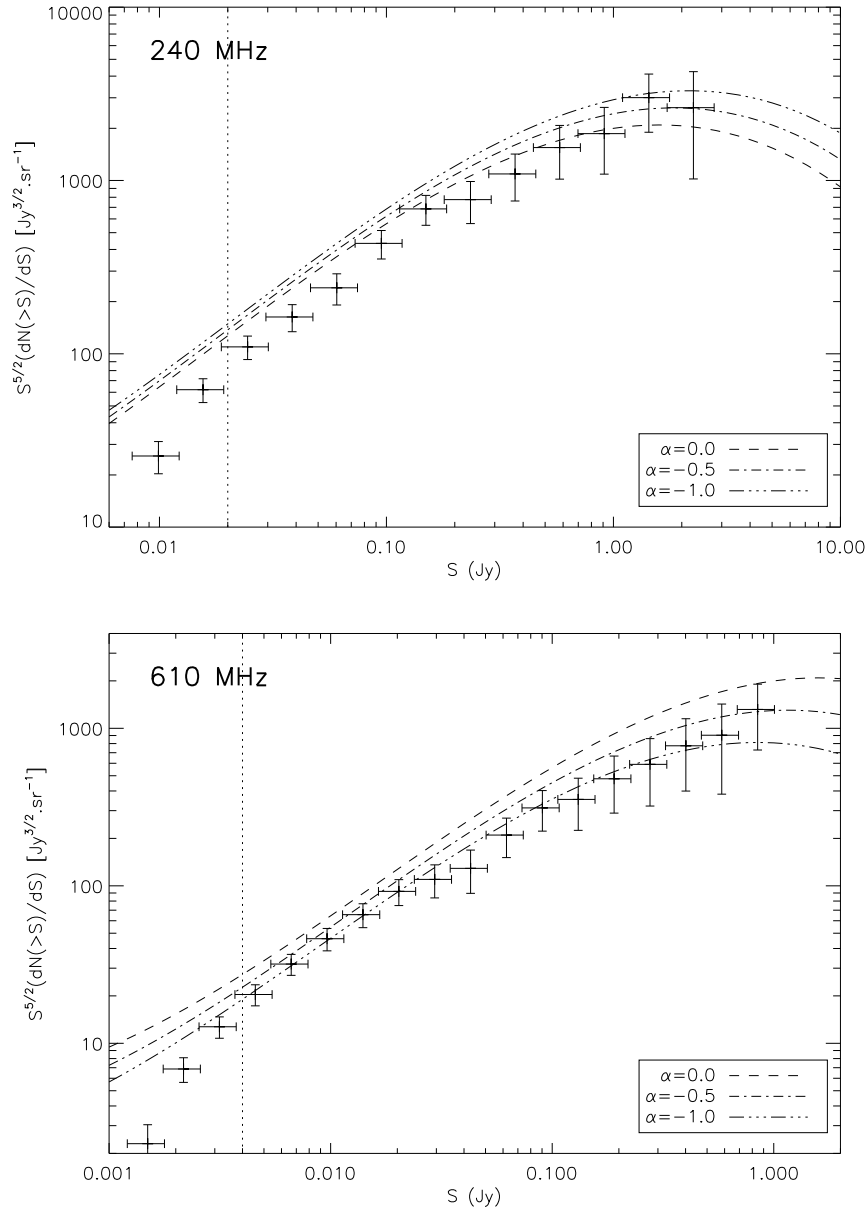 10000
1000
100
10
240 MHz
S^{5/2}(dN(>S)/dS) [Jy^{3/2}.sr^{-1}]
α=0.0
α=-0.5
α=-1.0
0.01
0.10
1.00
10.00
S (Jy)
1000
100
10
610 MHz
S^{5/2}(dN(>S)/dS) [Jy^{3/2}.sr^{-1}]
α=0.0
α=-0.5
α=-1.0
0.001
0.010
0.100
1.000
S (Jy)